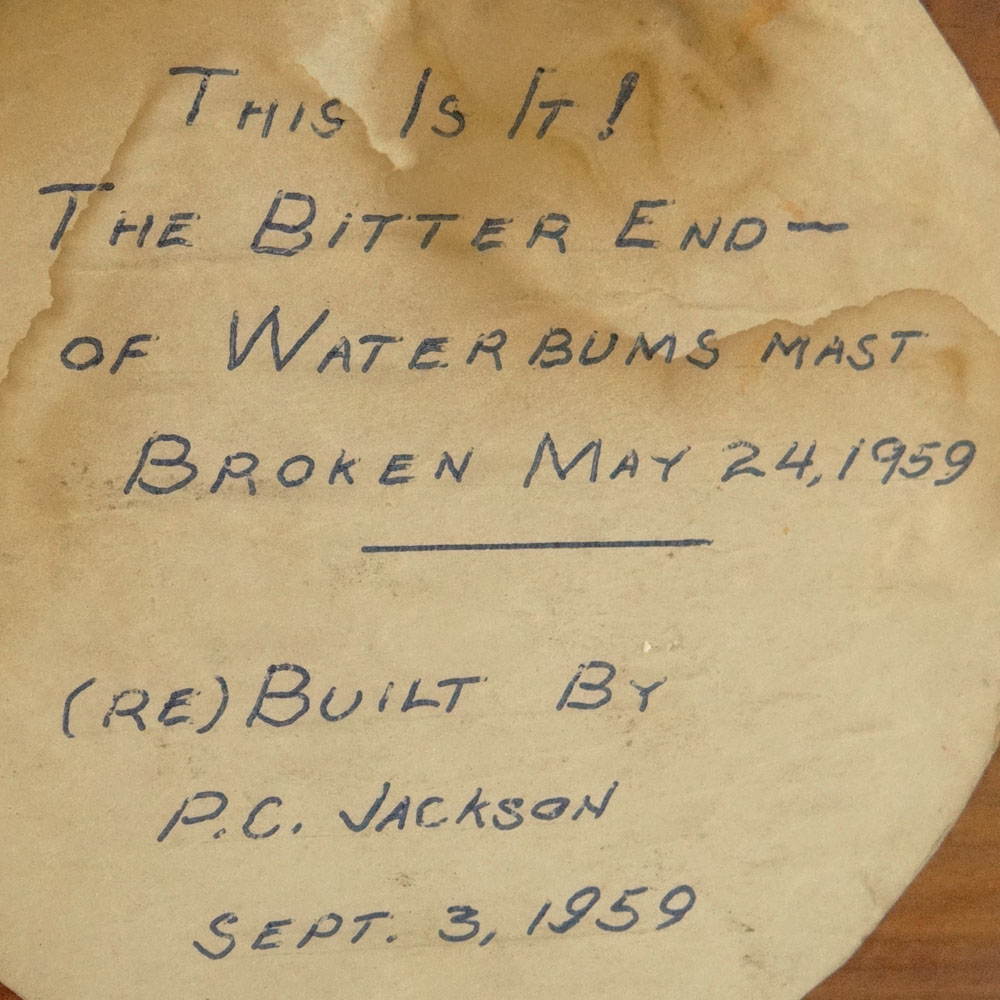 THIS IS IT!
THE BITTER END—
OF WATERBUMS MAST
BROKEN MAY 24, 1959
(RE)BUILT BY
P.C. JACKSON
SEPT. 3, 1959